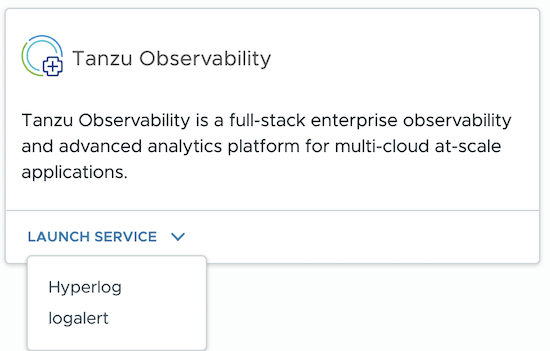 Tanzu Observability
Tanzu Observability is a full-stack enterprise observability
and advanced analytics platform for multi-cloud at-scale
applications.
LAUNCH SERVICE
Hyperlog
logalert